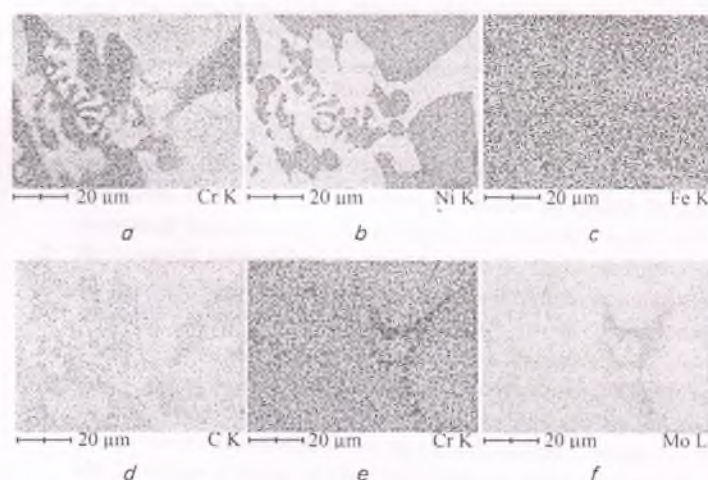 20 μm Cr K
20 μm Ni K
20 μm Fe K
a
b
c
20 μm C K
20 μm Cr K
20 μm Mo L
d
e
f